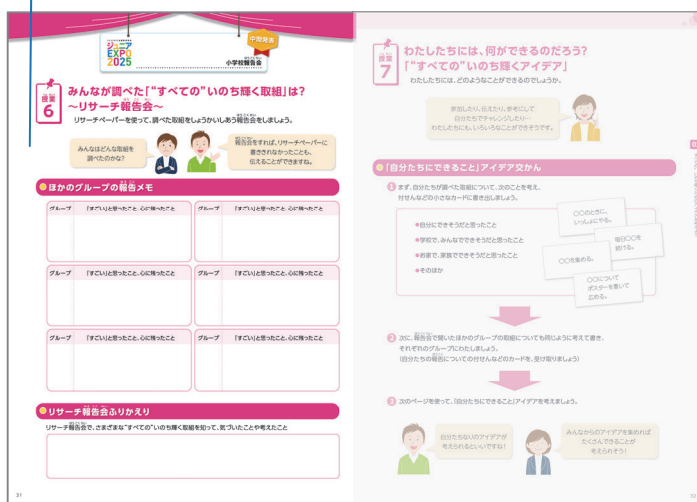 ジュニア
EXPO
2025
中間発表
小学校報告会
授業
6
みんなが調べた「“すべての”いのち輝く取組」は?
～リサーチ報告会～
リサーチペーパーを使って、調べた取組をしょうかいしあう報告会をしましょう。
みんなはどんな取組を
調べたのかな?
報告会をすれば、リサーチペーパーに
書ききれなかったことも、
伝えることができますね。
ほかのグループの報告メモ
グループ 「すごい」と思ったこと、心に残ったこと
グループ 「すごい」と思ったこと、心に残ったこと
グループ 「すごい」と思ったこと、心に残ったこと
グループ 「すごい」と思ったこと、心に残ったこと
グループ 「すごい」と思ったこと、心に残ったこと
グループ 「すごい」と思ったこと、心に残ったこと
リサーチ報告会ふりかえり
リサーチ報告会で、さまざまな“すべての”いのち輝く取組を知って、気づいたことや考えたこと
31
授業
7
わたしたちには、何ができるのだろう?
「“すべての”いのち輝くアイデア」
わたしたちには、どのようなことができるのでしょうか。
参加したり、伝えたり、参考にして
自分たちでチャレンジしたり…
わたしたちにも、いろいろなことができそうです。
「自分たちにできること」アイデア交かん
1 まず、自分たちが調べた取組について、次のことを考え、
付せんなどの小さなカードに書き出しましょう。
●自分にできそうだと思ったこと
●学校で、みんなでできそうだと思ったこと
●お家で、家族でできそうだと思ったこと
●そのほか
〇〇のときに、
いっしょにやる。
毎日〇〇を
続ける。
〇〇を集める。
〇〇について
ポスターを書いて
広める。
2 次に、報告会で聞いたほかのグループの取組についても同じように考えて書き、
それぞれのグループにわたしましょう。
(自分たちの報告についての付せんなどのカードを、受け取りましょう)
3 次のページを使って、「自分たちにできること」アイデアを考えましょう。
自分たちなりのアイデアが
考えられるといいですね!
みんなからのアイデアを集めれば
たくさんできることが
考えられそう!
32